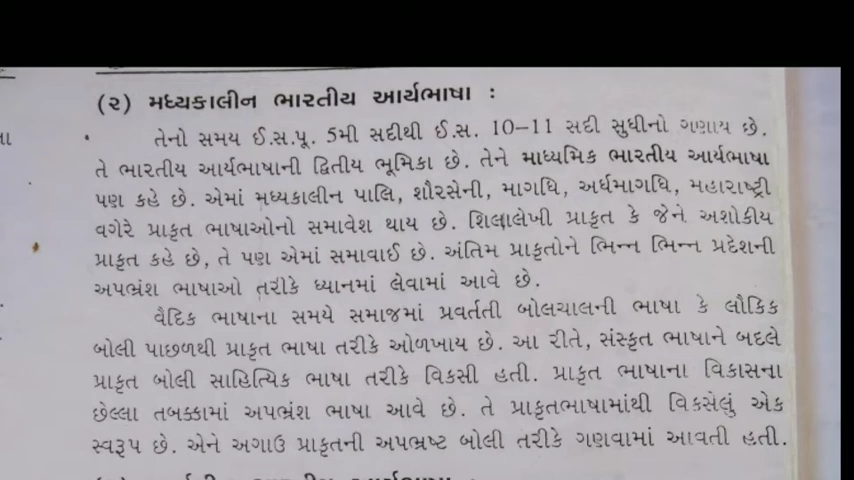 (૨) મધ્યકાલીન ભારતીય આર્યભાષા :
તેનો સમય ઈ.સ.પૂ. 5મી સદીથી ઈ.સ. 10–11 સદી સુધીનો ગણાય છે.
તે ભારતીય આર્યભાષાની દ્વિતીય ભૂમિકા છે. તેને માધ્યમિક ભારતીય આર્યભાષા
પણ કહે છે. એમાં મધ્યકાલીન પાલિ, શૌરસેની, માગધિ, અર્ધમાગધિ, મહારાષ્ટ્રી
વગેરે પ્રાકૃત ભાષાઓનો સમાવેશ થાય છે. શિલાલેખી પ્રાકૃત કે જેને અશોકીય
પ્રાકૃત કહે છે, તે પણ એમાં સમાવાઈ છે. અંતિમ પ્રાકૃતોને ભિન્ન ભિન્ન પ્રદેશની
અપભ્રંશ ભાષાઓ તરીકે ધ્યાનમાં લેવામાં આવે છે.
વૈદિક ભાષાના સમયે સમાજમાં પ્રવર્તતી બોલચાલની ભાષા કે લૌકિક
બોલી પાછળથી પ્રાકૃત ભાષા તરીકે ઓળખાય છે. આ રીતે, સંસ્કૃત ભાષાને બદલે
પ્રાકૃત બોલી સાહિત્યિક ભાષા તરીકે વિકસી હતી. પ્રાકૃત ભાષાના વિકાસના
છેલ્લા તબક્કામાં અપભ્રંશ ભાષા આવે છે. તે પ્રાકૃતભાષામાંથી વિકસેલું એક
સ્વરૂપ છે. એને અગાઉ પ્રાકૃતની અપભ્રષ્ટ બોલી તરીકે ગણવામાં આવતી હતી.